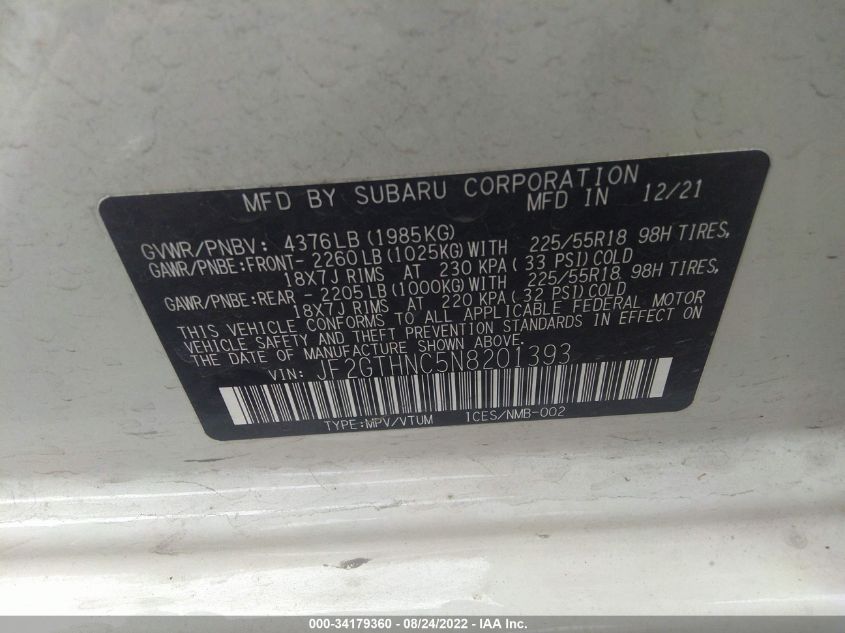 MFD BY SUBARU CORPORATION
MFD IN 12/21
GVWR/PNBV: 4376LB(1985KG)
GAWR/PNBE:FRONT- 2260LB(1025KG)WITH 225/55R18 98H TIRES,
18X7J RIMS AT 230 KPA( 33 PSI)COLD
GAWR/PNBE:REAR - 2205LB(1000KG)WITH 225/55R18 98H TIRES,
18X7J RIMS AT 220 KPA( 32 PSI)COLD
THIS VEHICLE CONFORMS TO ALL APPLICABLE FEDERAL MOTOR
VEHICLE SAFETY AND THEFT PREVENTION STANDARDS IN EFFECT ON
THE DATE OF MANUFACTURE SHOWN ABOVE.
VIN: JF2GTHNC5N8201393
TYPE:MPV/VTUM ICES/NMB-002
000-34179360 - 08/24/2022 - IAA Inc.